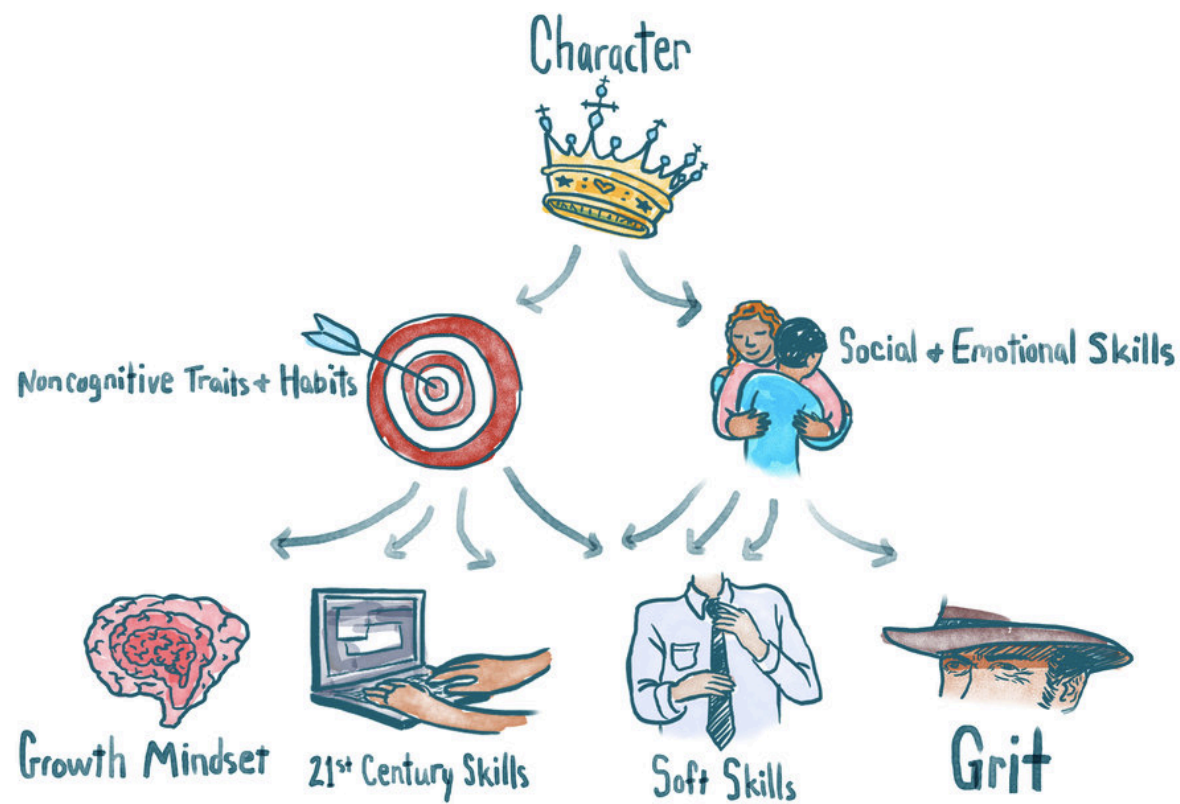 Character
Noncognitive Traits + Habits
Social + Emotional Skills
Growth Mindset
21st Century Skills
Soft Skills
Grit